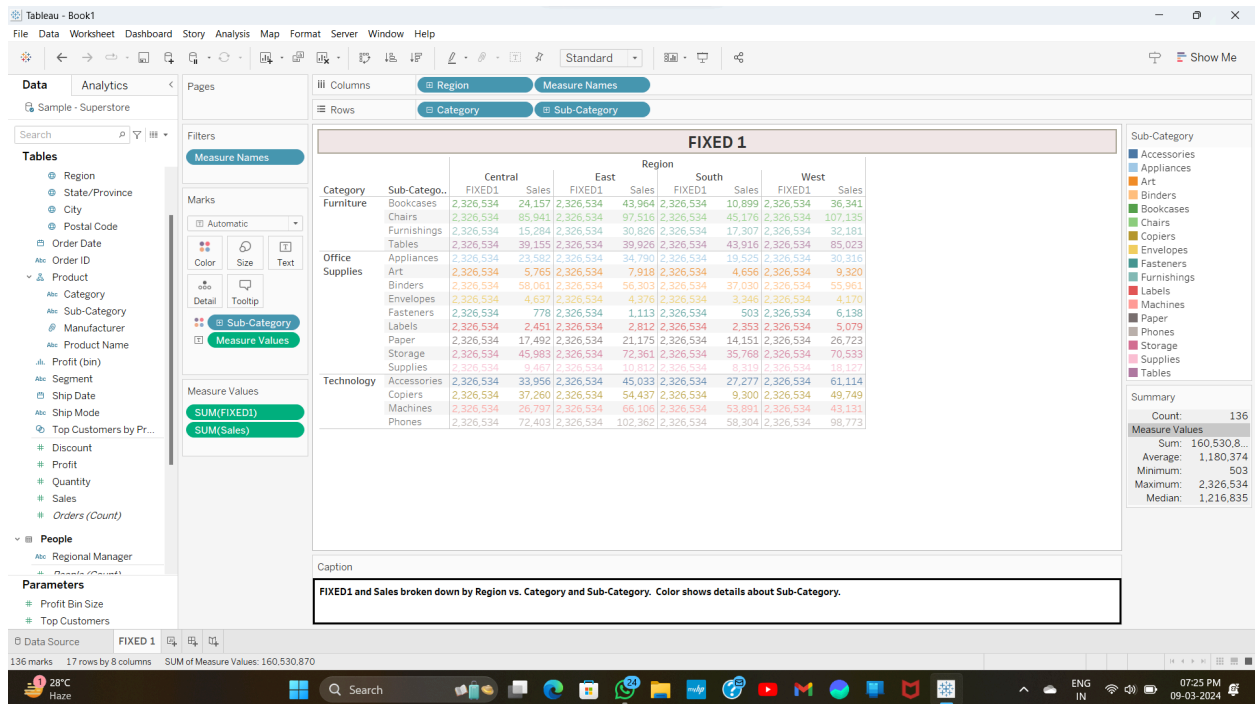 Tableau - Book1
File Data Worksheet Dashboard Story Analysis Map Format Server Window Help
Standard
Show Me
Data Analytics
Sample - Superstore
Search
Tables
Region
State/Province
City
Postal Code
Order Date
Abc Order ID
Product
Abc Category
Abc Sub-Category
Manufacturer
Abc Product Name
Profit (bin)
Abc Segment
Ship Date
Abc Ship Mode
Top Customers by Pr...
# Discount
# Profit
# Quantity
# Sales
# Orders (Count)
People
Abc Regional Manager
# People (Count)
Parameters
# Profit Bin Size
# Top Customers
Pages
Filters
Measure Names
Marks
Automatic
Color Size Text
Detail Tooltip
Sub-Category
Measure Values
Measure Values
SUM(FIXED1)
SUM(Sales)
Columns Region Measure Names
Rows Category Sub-Category
FIXED 1
Region
Central East South West
Category Sub-Catego.. FIXED1 Sales FIXED1 Sales FIXED1 Sales FIXED1 Sales
Furniture Bookcases 2,326,534 24,157 2,326,534 43,964 2,326,534 10,899 2,326,534 36,341
Chairs 2,326,534 85,941 2,326,534 97,516 2,326,534 45,176 2,326,534 107,135
Furnishings 2,326,534 15,284 2,326,534 30,826 2,326,534 17,307 2,326,534 32,181
Tables 2,326,534 39,155 2,326,534 39,926 2,326,534 43,916 2,326,534 85,023
Office Appliances 2,326,534 23,582 2,326,534 34,790 2,326,534 19,525 2,326,534 30,316
Supplies Art 2,326,534 5,765 2,326,534 7,918 2,326,534 4,656 2,326,534 9,320
Binders 2,326,534 58,061 2,326,534 56,303 2,326,534 37,030 2,326,534 55,961
Envelopes 2,326,534 4,637 2,326,534 4,376 2,326,534 3,346 2,326,534 4,170
Fasteners 2,326,534 778 2,326,534 1,113 2,326,534 503 2,326,534 6,138
Labels 2,326,534 2,451 2,326,534 2,812 2,326,534 2,353 2,326,534 5,079
Paper 2,326,534 17,492 2,326,534 21,175 2,326,534 14,151 2,326,534 26,723
Storage 2,326,534 45,983 2,326,534 72,361 2,326,534 35,768 2,326,534 70,533
Supplies 2,326,534 9,467 2,326,534 10,812 2,326,534 8,319 2,326,534 18,127
Technology Accessories 2,326,534 33,956 2,326,534 45,033 2,326,534 27,277 2,326,534 61,114
Copiers 2,326,534 37,260 2,326,534 54,437 2,326,534 9,300 2,326,534 49,749
Machines 2,326,534 26,797 2,326,534 66,106 2,326,534 53,891 2,326,534 43,131
Phones 2,326,534 72,403 2,326,534 102,362 2,326,534 58,304 2,326,534 98,773
Caption
FIXED1 and Sales broken down by Region vs. Category and Sub-Category. Color shows details about Sub-Category.
Sub-Category
Accessories
Appliances
Art
Binders
Bookcases
Chairs
Copiers
Envelopes
Fasteners
Furnishings
Labels
Machines
Paper
Phones
Storage
Supplies
Tables
Summary
Count: 136
Measure Values
Sum: 160,530,8...
Average: 1,180,374
Minimum: 503
Maximum: 2,326,534
Median: 1,216,835
Data Source FIXED 1
136 marks 17 rows by 8 columns SUM of Measure Values: 160,530,870
1
28°C
Haze
Search
24
myhp
ENG
IN
07:25 PM
09-03-2024